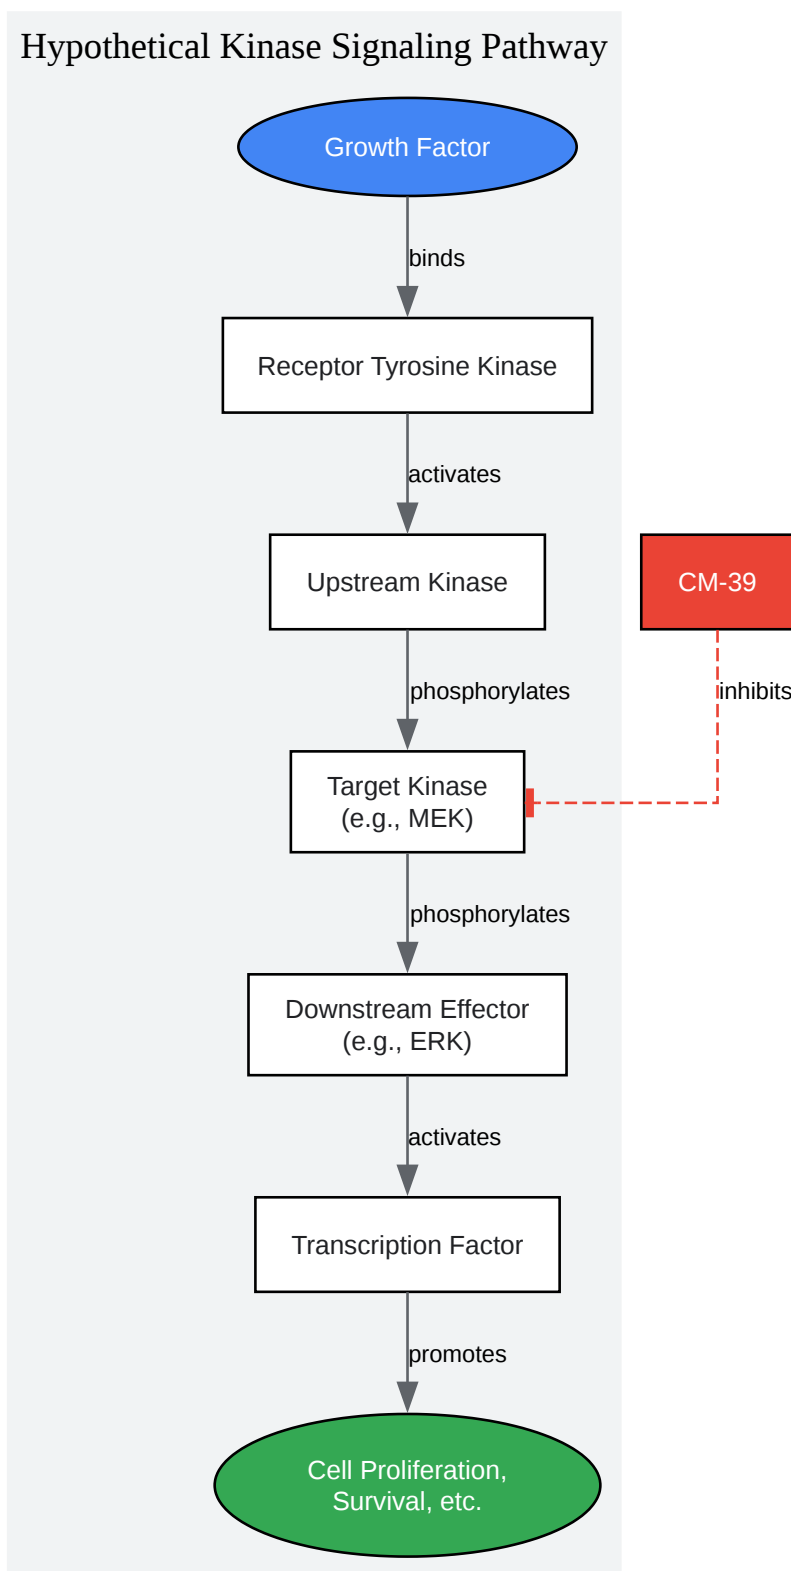 Hypothetical Kinase Signaling Pathway
Growth Factor
binds
Receptor Tyrosine Kinase
activates
Upstream Kinase
CM-39
phosphorylates
inhibits
Target Kinase
(e.g., MEK)
phosphorylates
Downstream Effector
(e.g., ERK)
activates
Transcription Factor
promotes
Cell Proliferation,
Survival, etc.